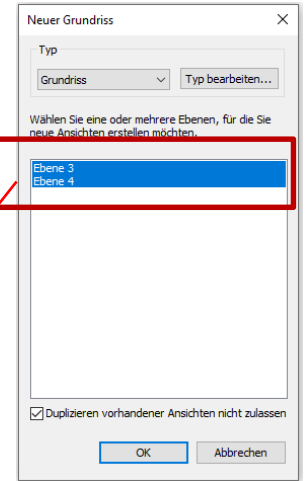 Neuer Grundriss
Typ
Grundriss
Typ bearbeiten...
Wählen Sie eine oder mehrere Ebenen, für die Sie
neue Ansichten erstellen möchten.
Ebene 3
Ebene 4
Duplizieren vorhandener Ansichten nicht zulassen
OK
Abbrechen